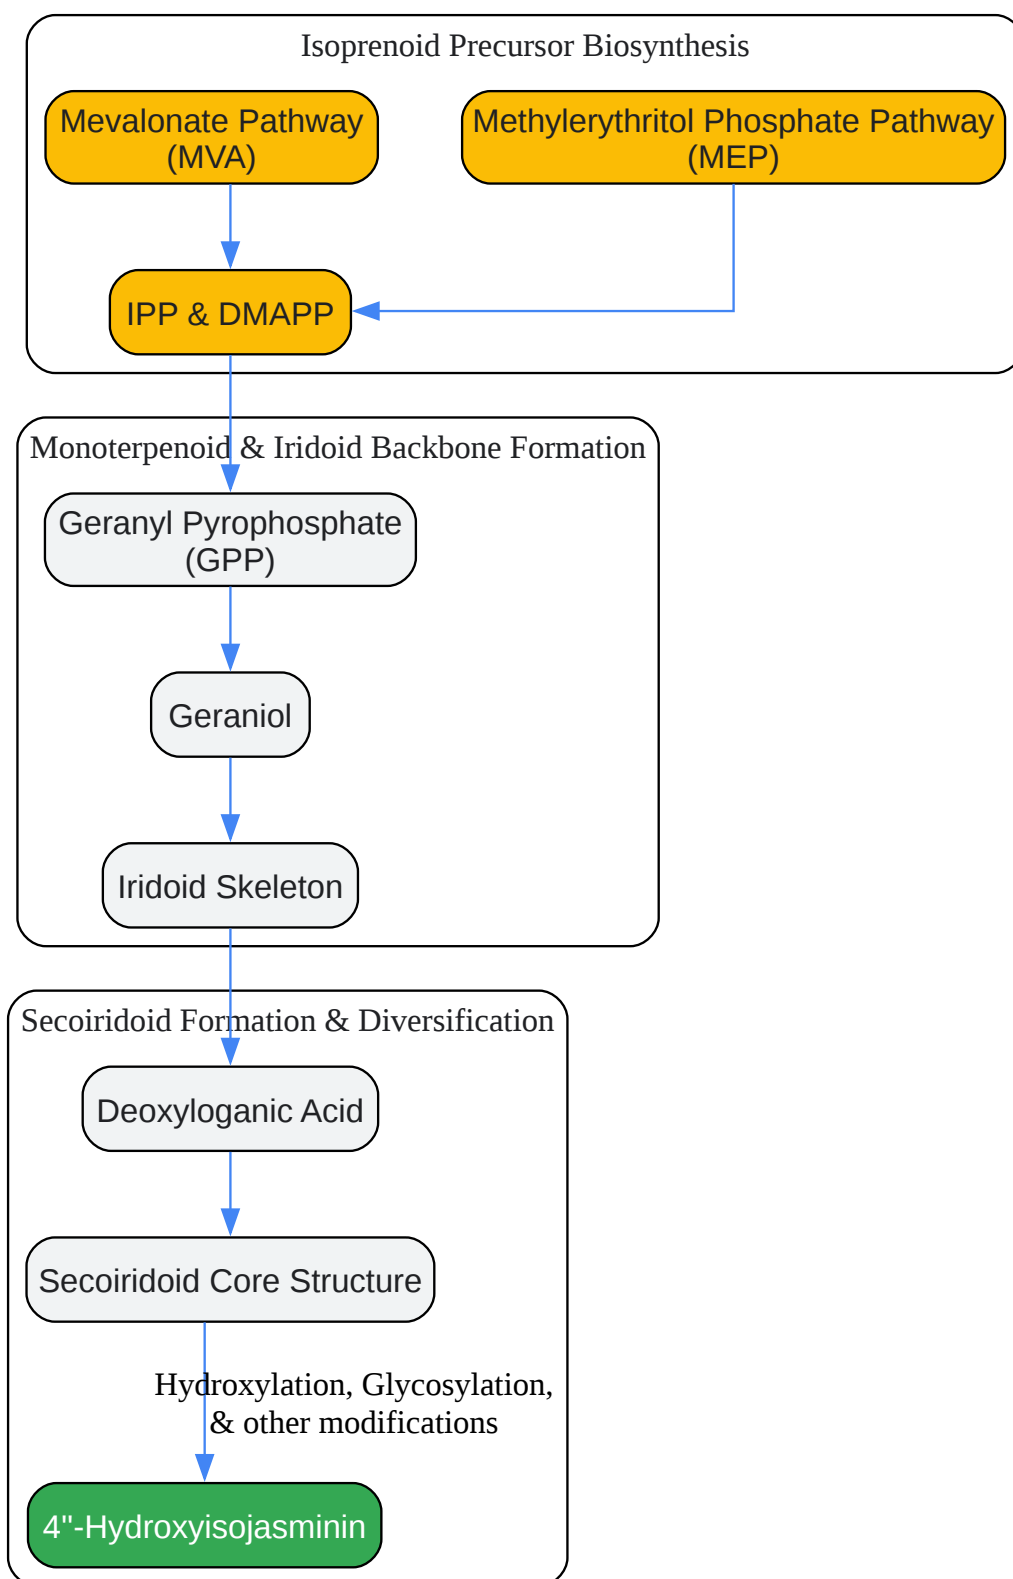 Isoprenoid Precursor Biosynthesis
Mevalonate Pathway
(MVA)
Methylerythritol Phosphate Pathway
(MEP)
IPP & DMAPP
Monoterpenoid & Iridoid Backbone Formation
Geranyl Pyrophosphate
(GPP)
Geraniol
Iridoid Skeleton
Secoiridoid Formation & Diversification
Deoxyloganic Acid
Secoiridoid Core Structure
Hydroxylation, Glycosylation,
& other modifications
4''-Hydroxyisojasminin